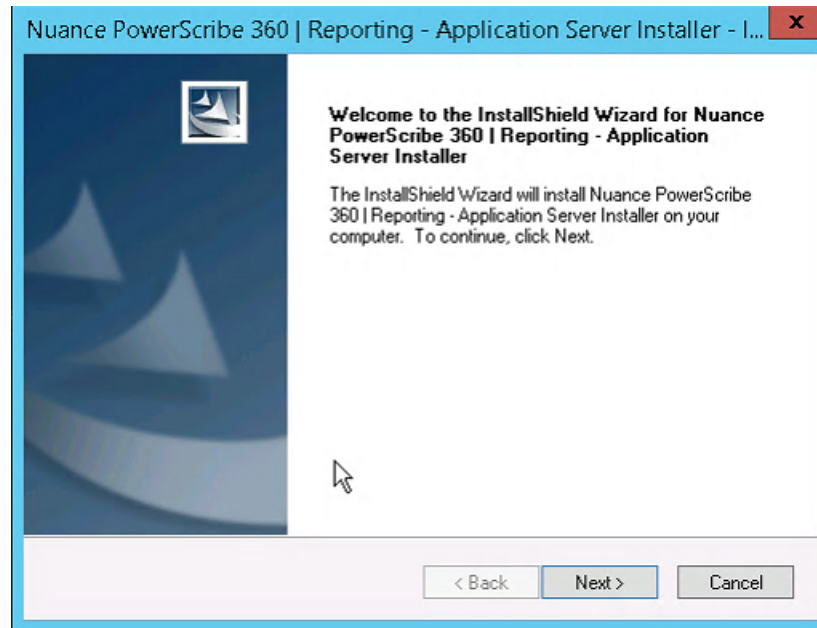 Nuance PowerScribe 360 | Reporting - Application Server Installer - I... X
Welcome to the InstallShield Wizard for Nuance
PowerScribe 360 | Reporting - Application
Server Installer
The InstallShield Wizard will install Nuance PowerScribe
360 | Reporting - Application Server Installer on your
computer. To continue, click Next.
< Back Next > Cancel